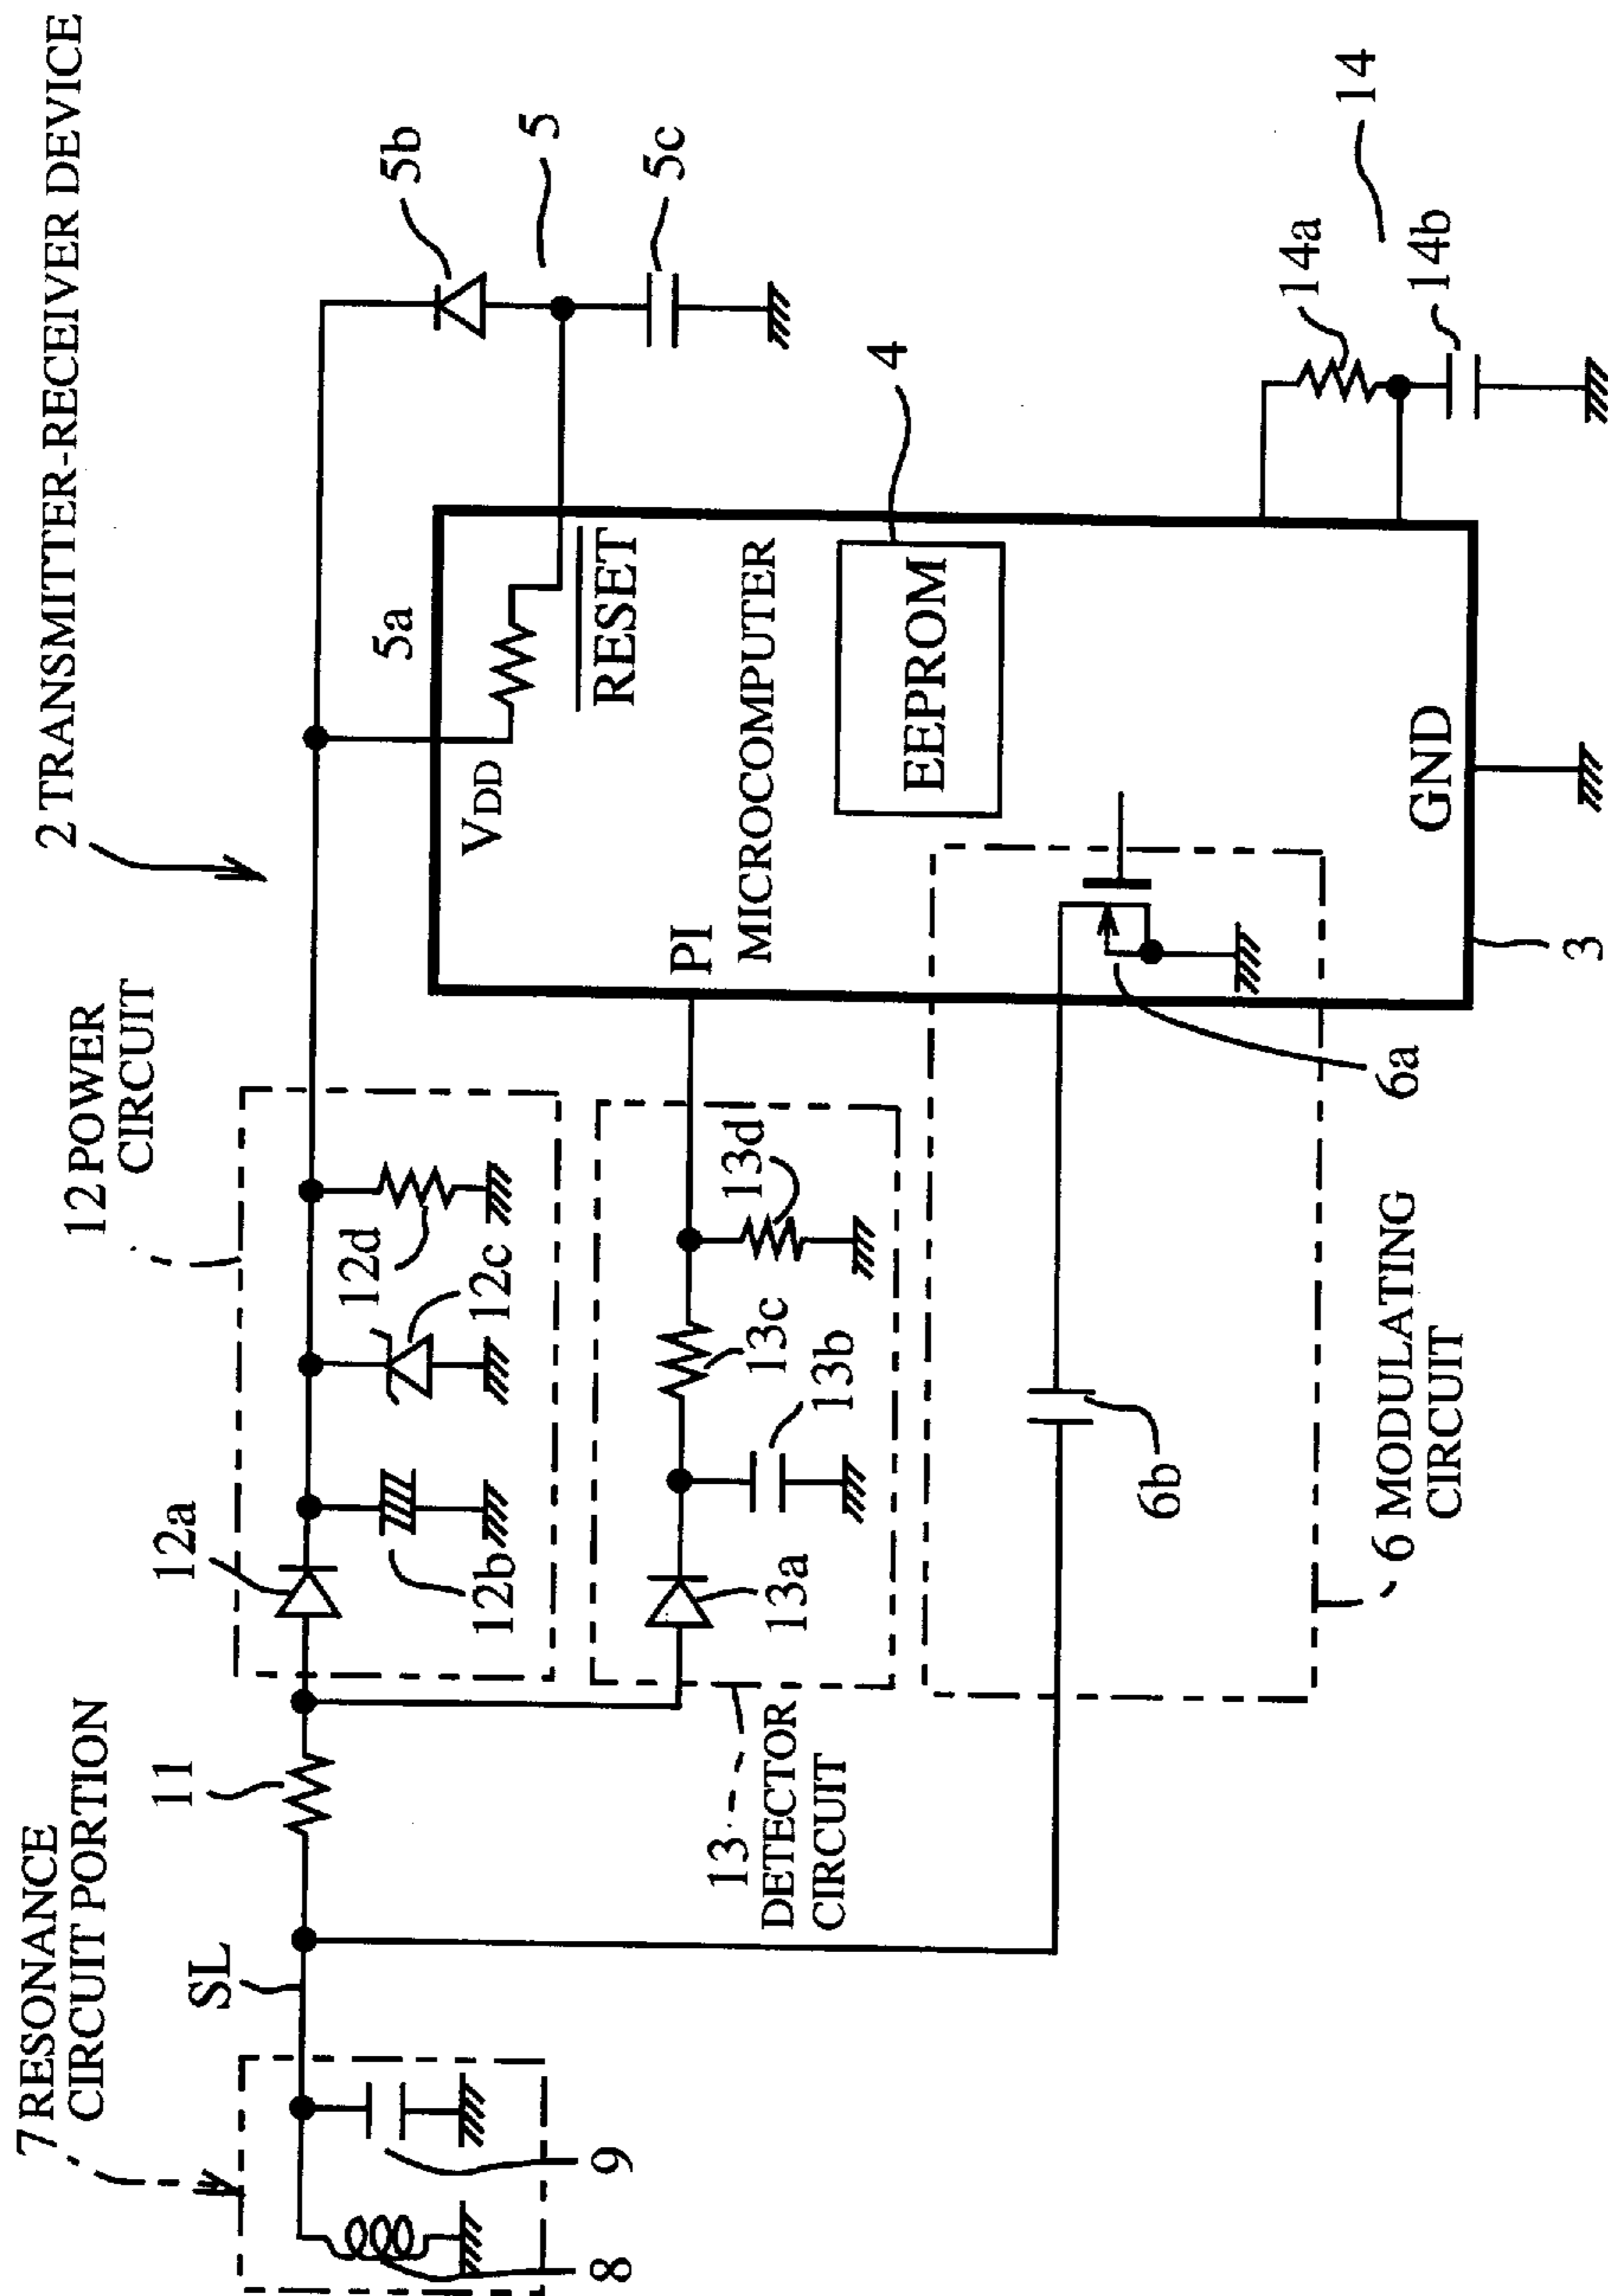 2 TRANSMITTER-RECEIVER DEVICE
7 RESONANCE
CIRCUIT PORTION
12 POWER
CIRCUIT
SL
11
12a
12b
12c
12d
5a
5b
5
5c
VDD
RESET
PI
MICROCOMPUTER
EEPROM
4
13
DETECTOR
CIRCUIT
13a
13b
13c
13d
8
9
6b
6a
6 MODULATING
CIRCUIT
GND
3
14a
14b
14